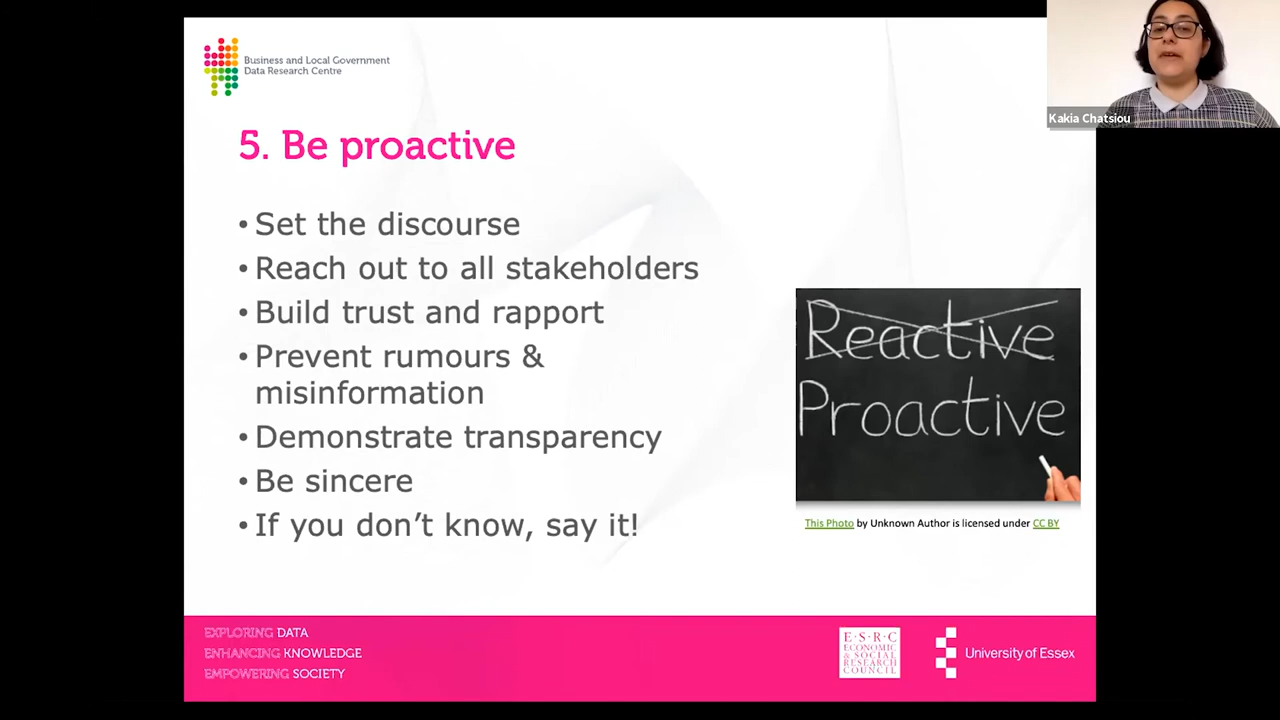 Business and Local Government
Data Research Centre
Kakia Chatsiou
5. Be proactive
• Set the discourse
• Reach out to all stakeholders
• Build trust and rapport
• Prevent rumours &
misinformation
• Demonstrate transparency
• Be sincere
• If you don't know, say it!
Reactive
Proactive
This Photo by Unknown Author is licensed under CC BY
EXPLORING DATA
ENHANCING KNOWLEDGE
EMPOWERING SOCIETY
E·S·R·C
ECONOMIC
& SOCIAL
RESEARCH
COUNCIL
University of Essex